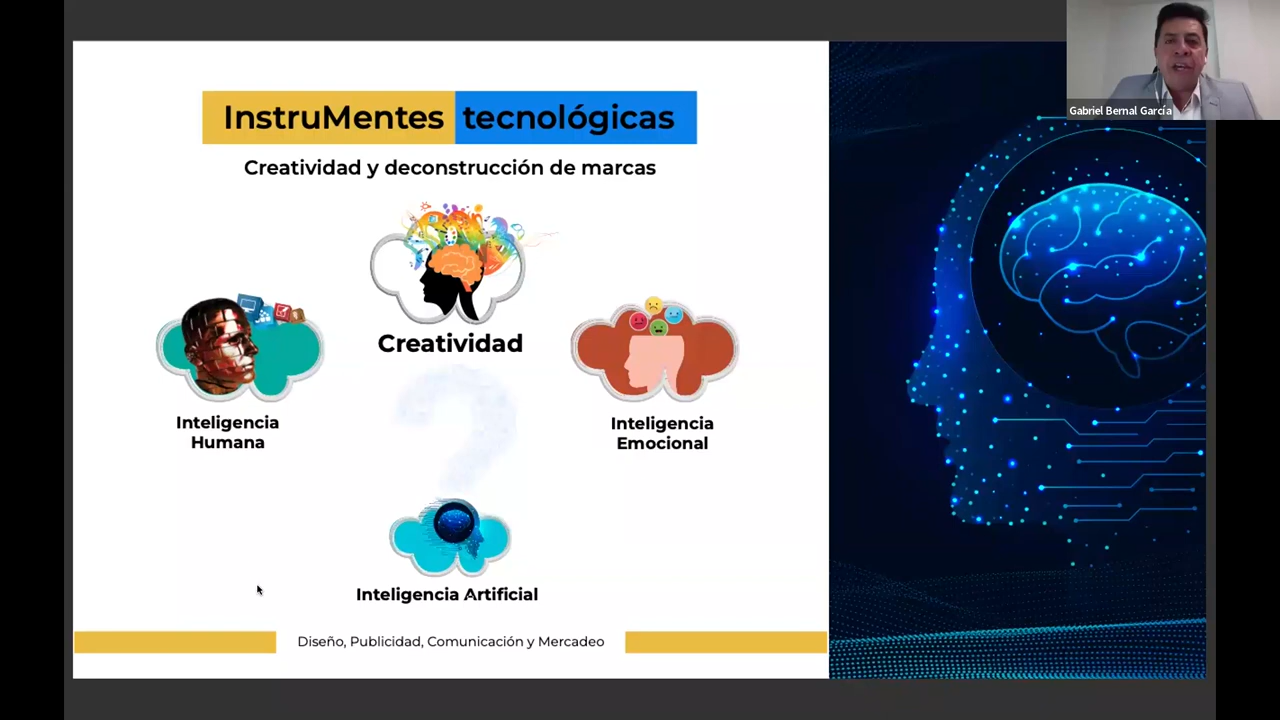 InstruMentes tecnológicas
Creatividad y deconstrucción de marcas
Creatividad
Inteligencia
Humana
Inteligencia
Emocional
Inteligencia Artificial
Diseño, Publicidad, Comunicación y Mercadeo
Gabriel Bernal García